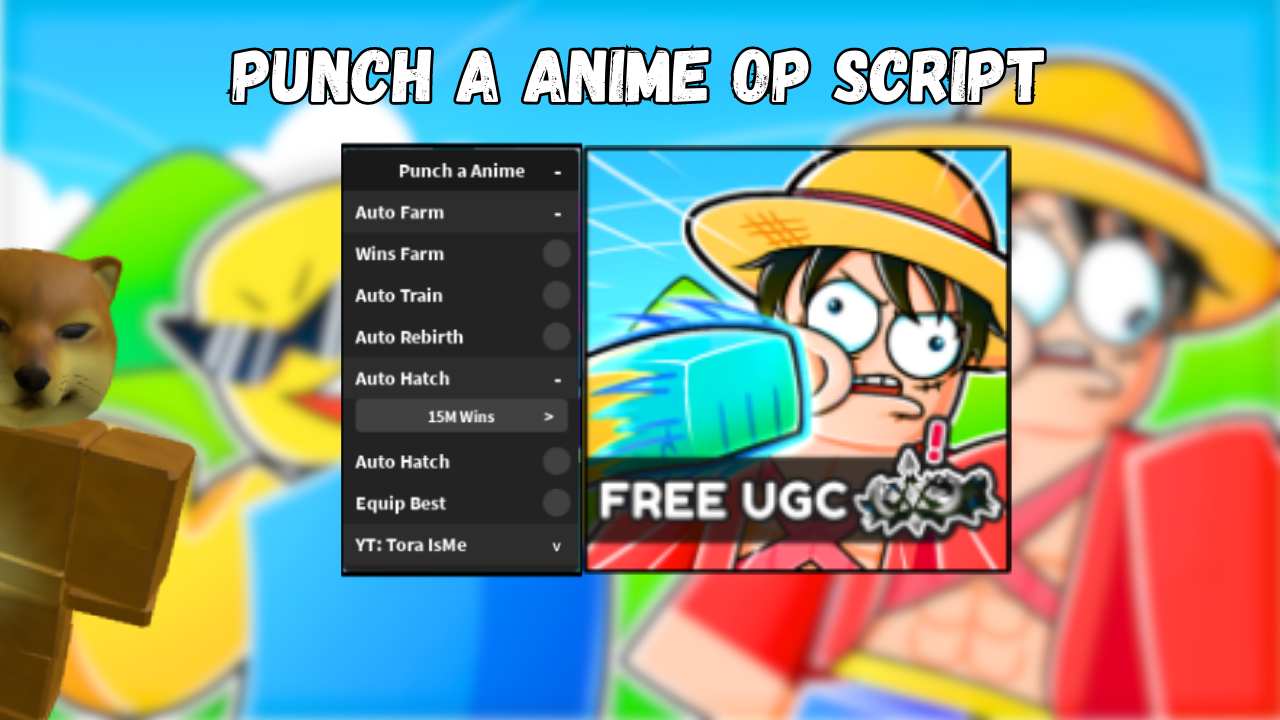 PUNCH A ANIME OP SCRIPT
Punch a Anime -
Auto Farm -
Wins Farm
Auto Train
Auto Rebirth
Auto Hatch -
15M Wins >
Auto Hatch
Equip Best
YT: Tora IsMe v
FREE UGC
!